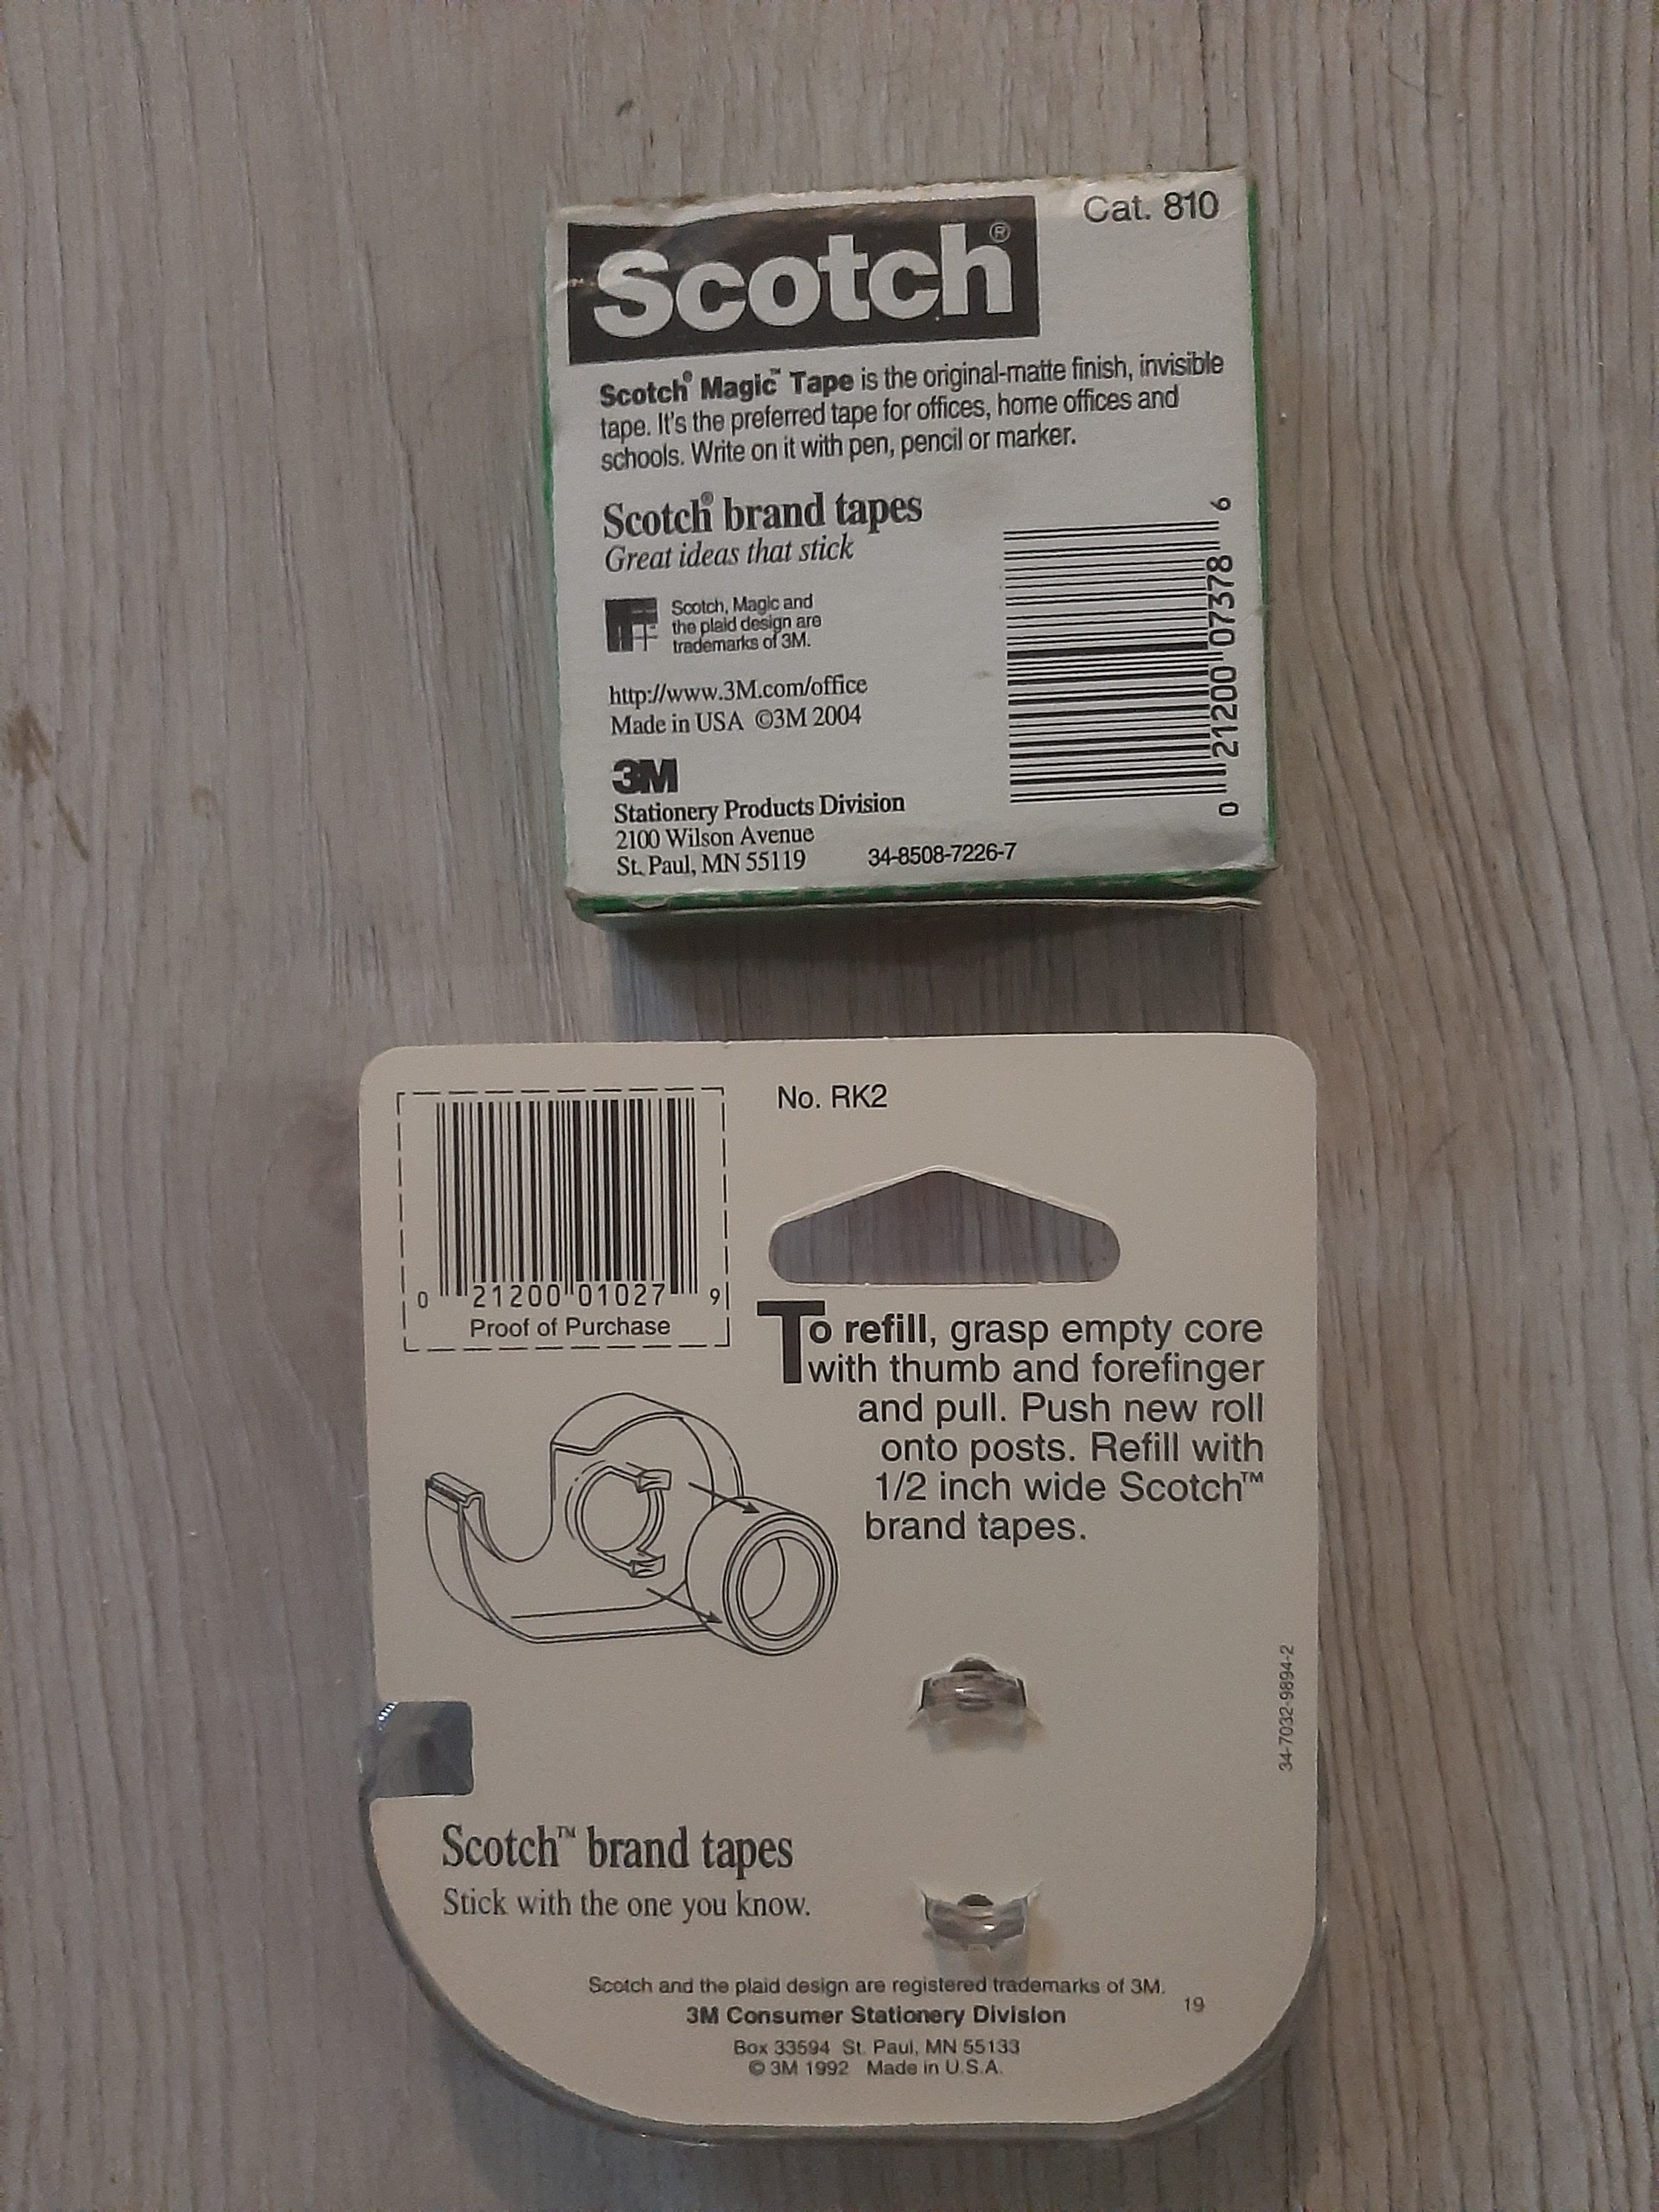 Scotch®
Cat. 810
Scotch® Magic™ Tape is the original-matte finish, invisible
tape. It's the preferred tape for offices, home offices and
schools. Write on it with pen, pencil or marker.
Scotch® brand tapes
Great ideas that stick
Scotch, Magic and
the plaid design are
trademarks of 3M.
http://www.3M.com/office
Made in USA ©3M 2004
3M
Stationery Products Division
2100 Wilson Avenue
St. Paul, MN 55119
34-8508-7226-7
0 21200 07378 6
No. RK2
0 21200 01027 9
Proof of Purchase
To refill, grasp empty core
with thumb and forefinger
and pull. Push new roll
onto posts. Refill with
1/2 inch wide Scotch™
brand tapes.
34-7032-9894-2
Scotch™ brand tapes
Stick with the one you know.
Scotch and the plaid design are registered trademarks of 3M.
19
3M Consumer Stationery Division
Box 33594 St. Paul, MN 55133
© 3M 1992 Made in U.S.A.